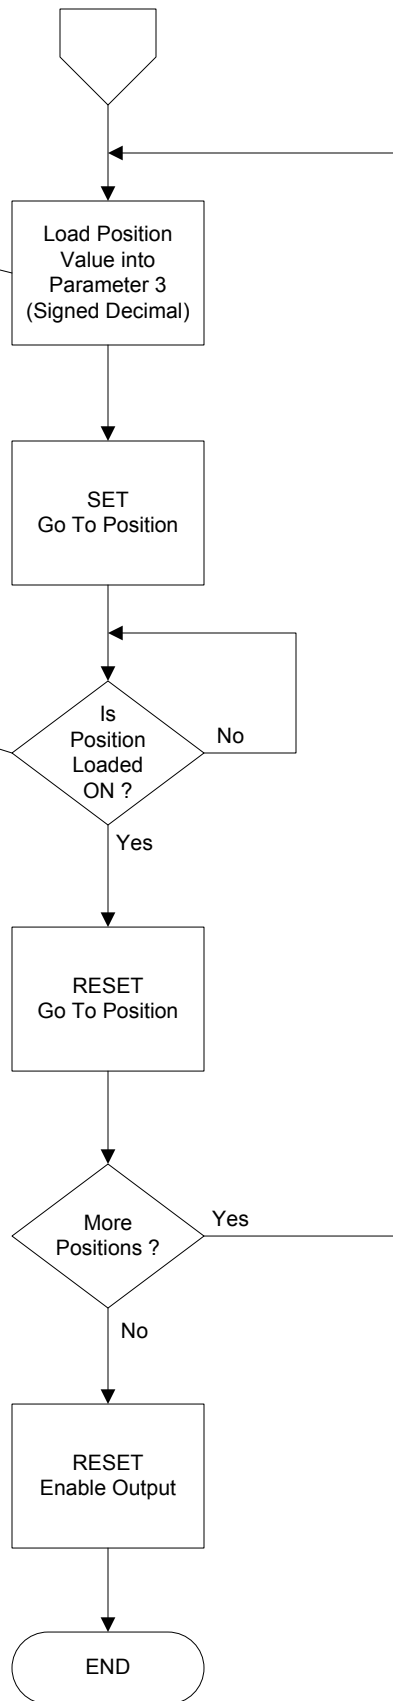 Load Position
Value into
Parameter 3
(Signed Decimal)
SET
Go To Position
Is
Position
Loaded
ON ?
No
Yes
RESET
Go To Position
More
Positions ?
Yes
No
RESET
Enable Output
END